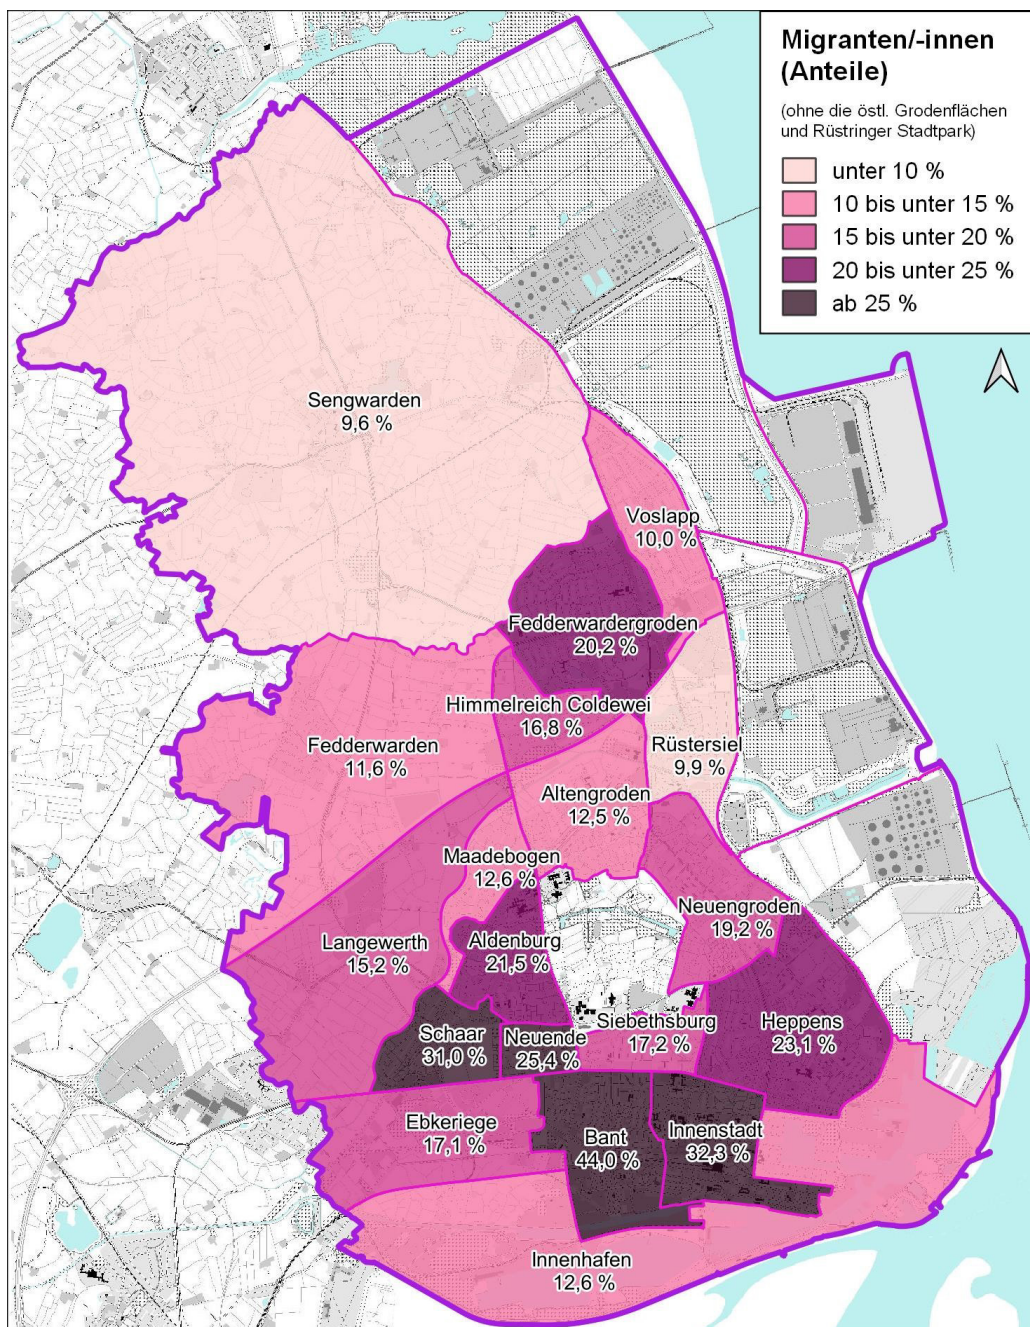 Migranten/-innen
(Anteile)
(ohne die östl. Grodenflächen
und Rüstringer Stadtpark)
unter 10 %
10 bis unter 15 %
15 bis unter 20 %
20 bis unter 25 %
ab 25 %
Sengwarden
9,6 %
Voslapp
10,0 %
Fedderwardergroden
20,2 %
Himmelreich Coldewei
16,8 %
Fedderwarden
11,6 %
Rüstersiel
9,9 %
Altengroden
12,5 %
Maadebogen
12,6 %
Neuengroden
19,2 %
Langewerth
15,2 %
Aldenburg
21,5 %
Schaar
31,0 %
Neuende
25,4 %
Siebethsburg
17,2 %
Heppens
23,1 %
Ebkeriege
17,1 %
Bant
44,0 %
Innenstadt
32,3 %
Innenhafen
12,6 %